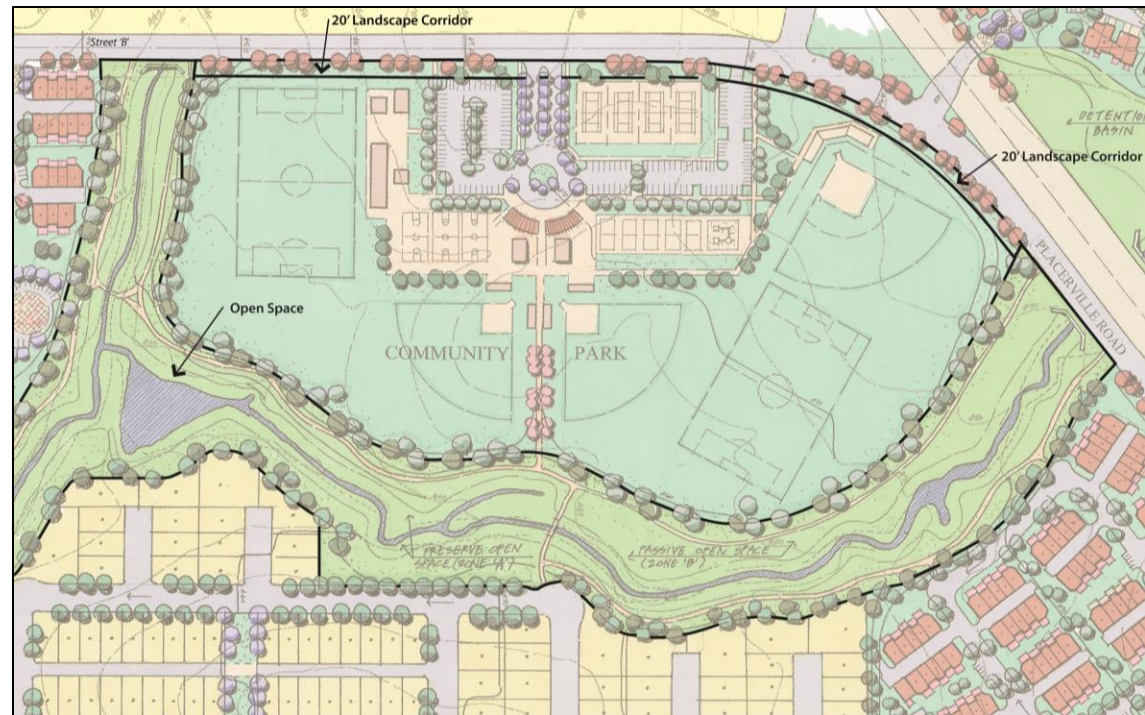 20' Landscape Corridor
Street 'B'
DETENTION
BASIN
20' Landscape Corridor
PLACERVILLE ROAD
Open Space
COMMUNITY PARK
PRESERVE OPEN
SPACE (ZONE 'A')
PASSIVE OPEN SPACE
(ZONE 'B')